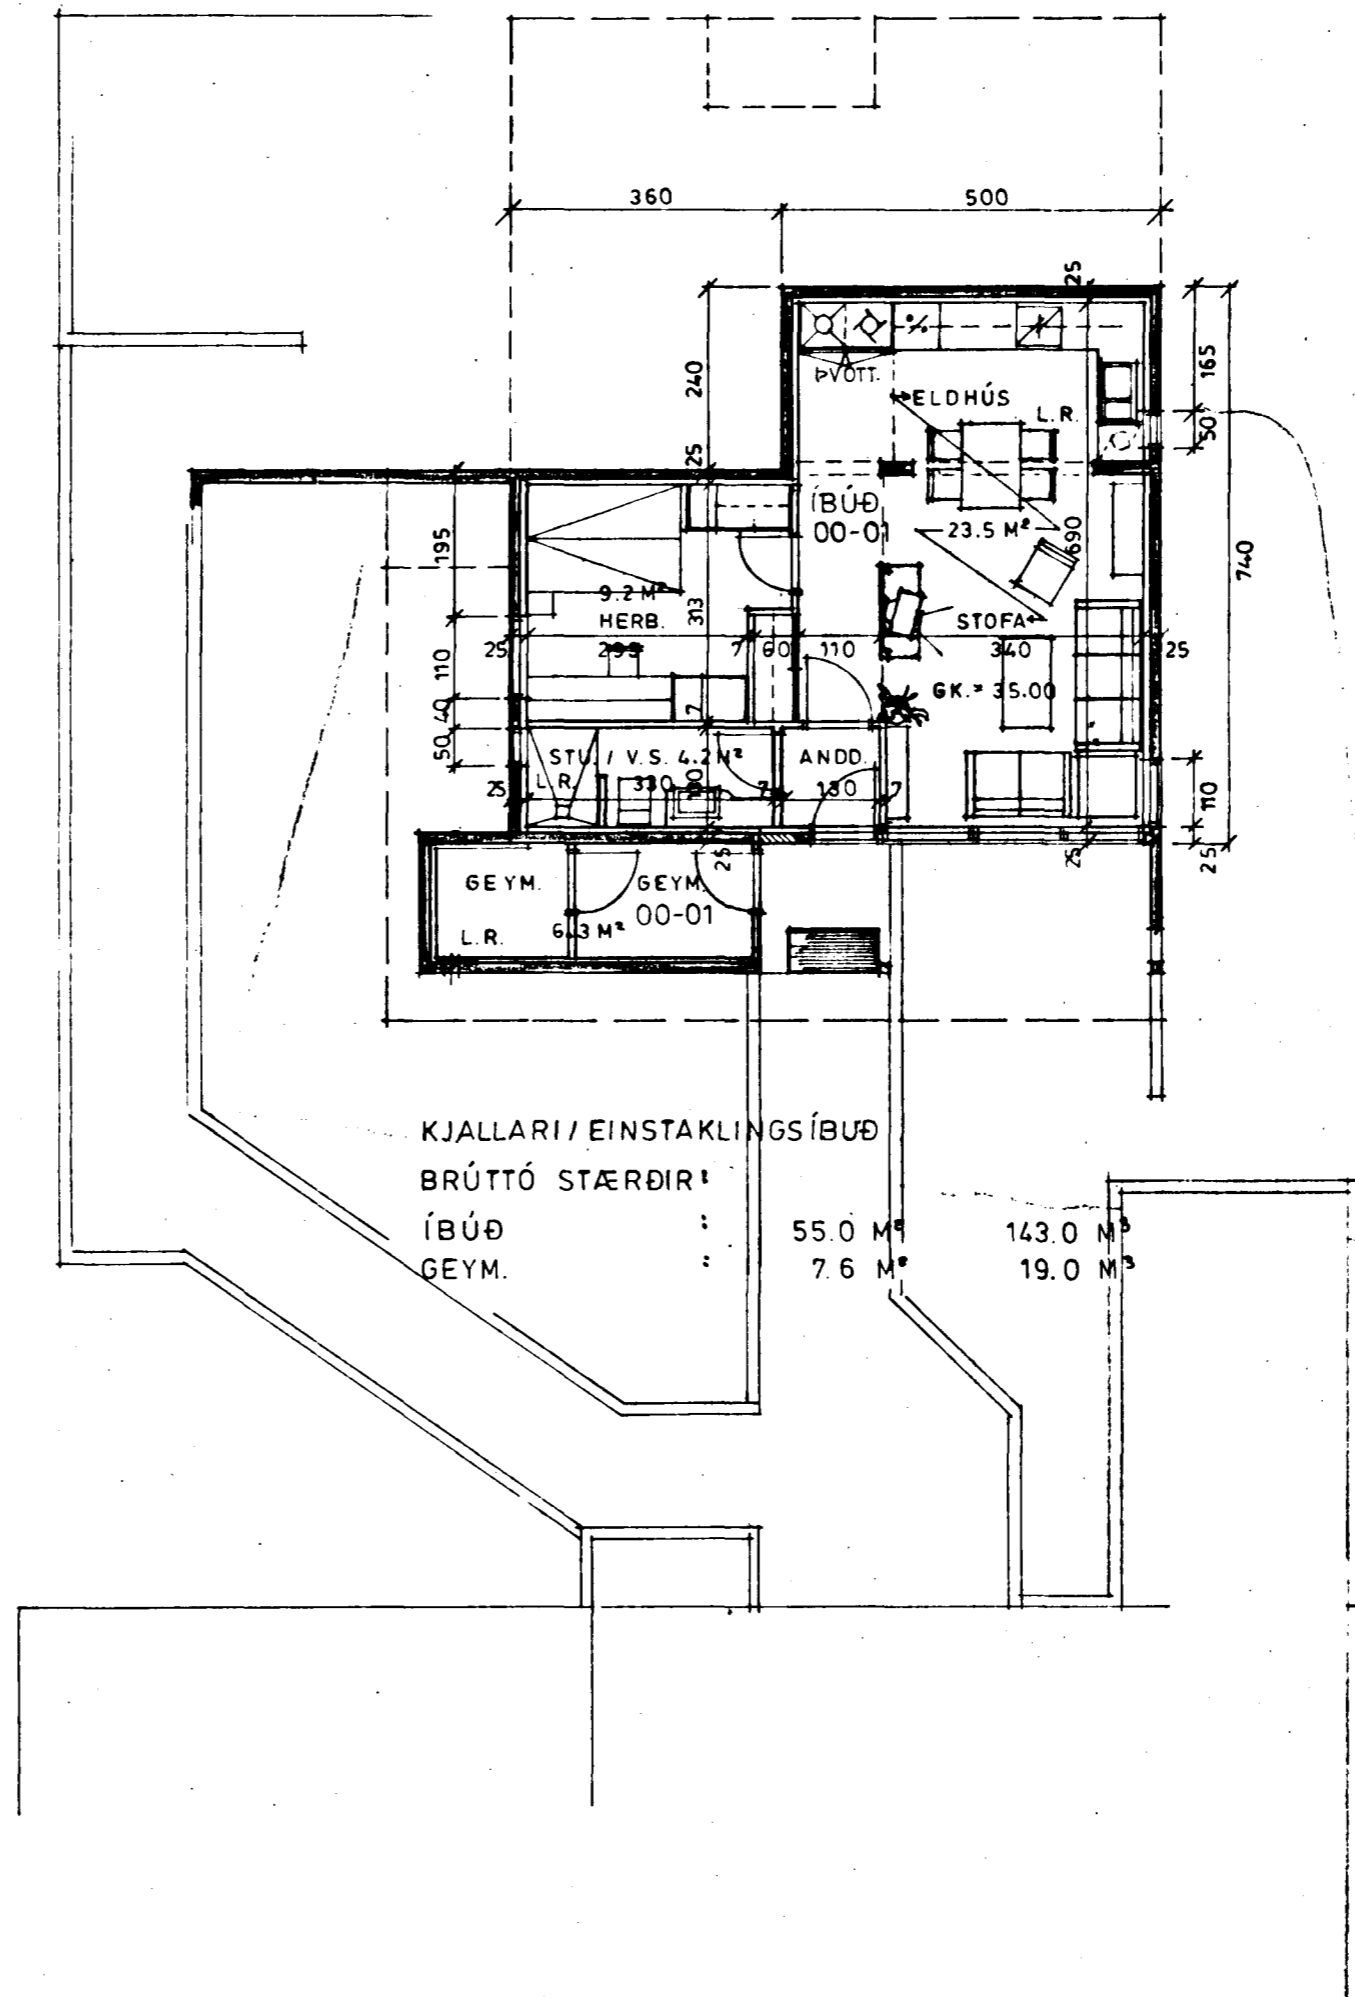 360
500
25
240
165
ÞVOTT.
ELDHÚS
L.R.
50
25
ÍBÚÐ
00-01
23.5 M²
690
195
740
9.2 M²
HERB.
313
STOFA
25
295
7
60
110
340
25
110
GK.= 35.00
7
40
50
STU. / V.S. 4.2 M²
ANDD.
L.R.
25
330
7
130
7
110
25
25
25
GEYM.
GEYM.
00-01
L.R.
6.3 M²
KJALLARI / EINSTAKLINGSÍBUÐ
BRÚTTÓ STÆRÐIR:
ÍBÚÐ : 55.0 M² 143.0 M³
GEYM. : 7.6 M² 19.0 M³